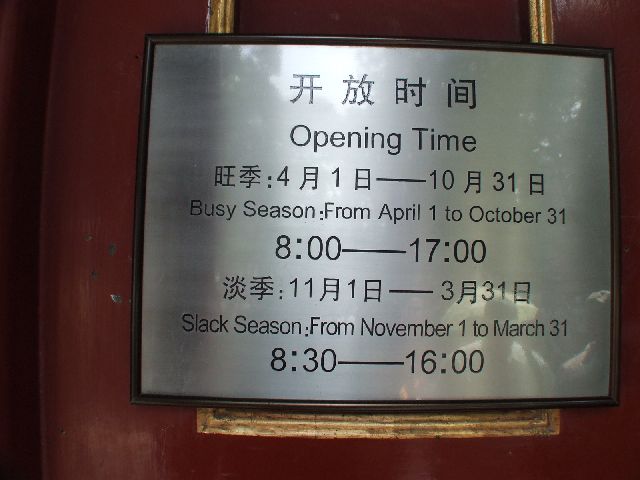 开放时间
Opening Time
旺季:4月1日——10月31日
Busy Season:From April 1 to October 31
8:00——17:00
淡季:11月1日——3月31日
Slack Season:From November 1 to March 31
8:30——16:00